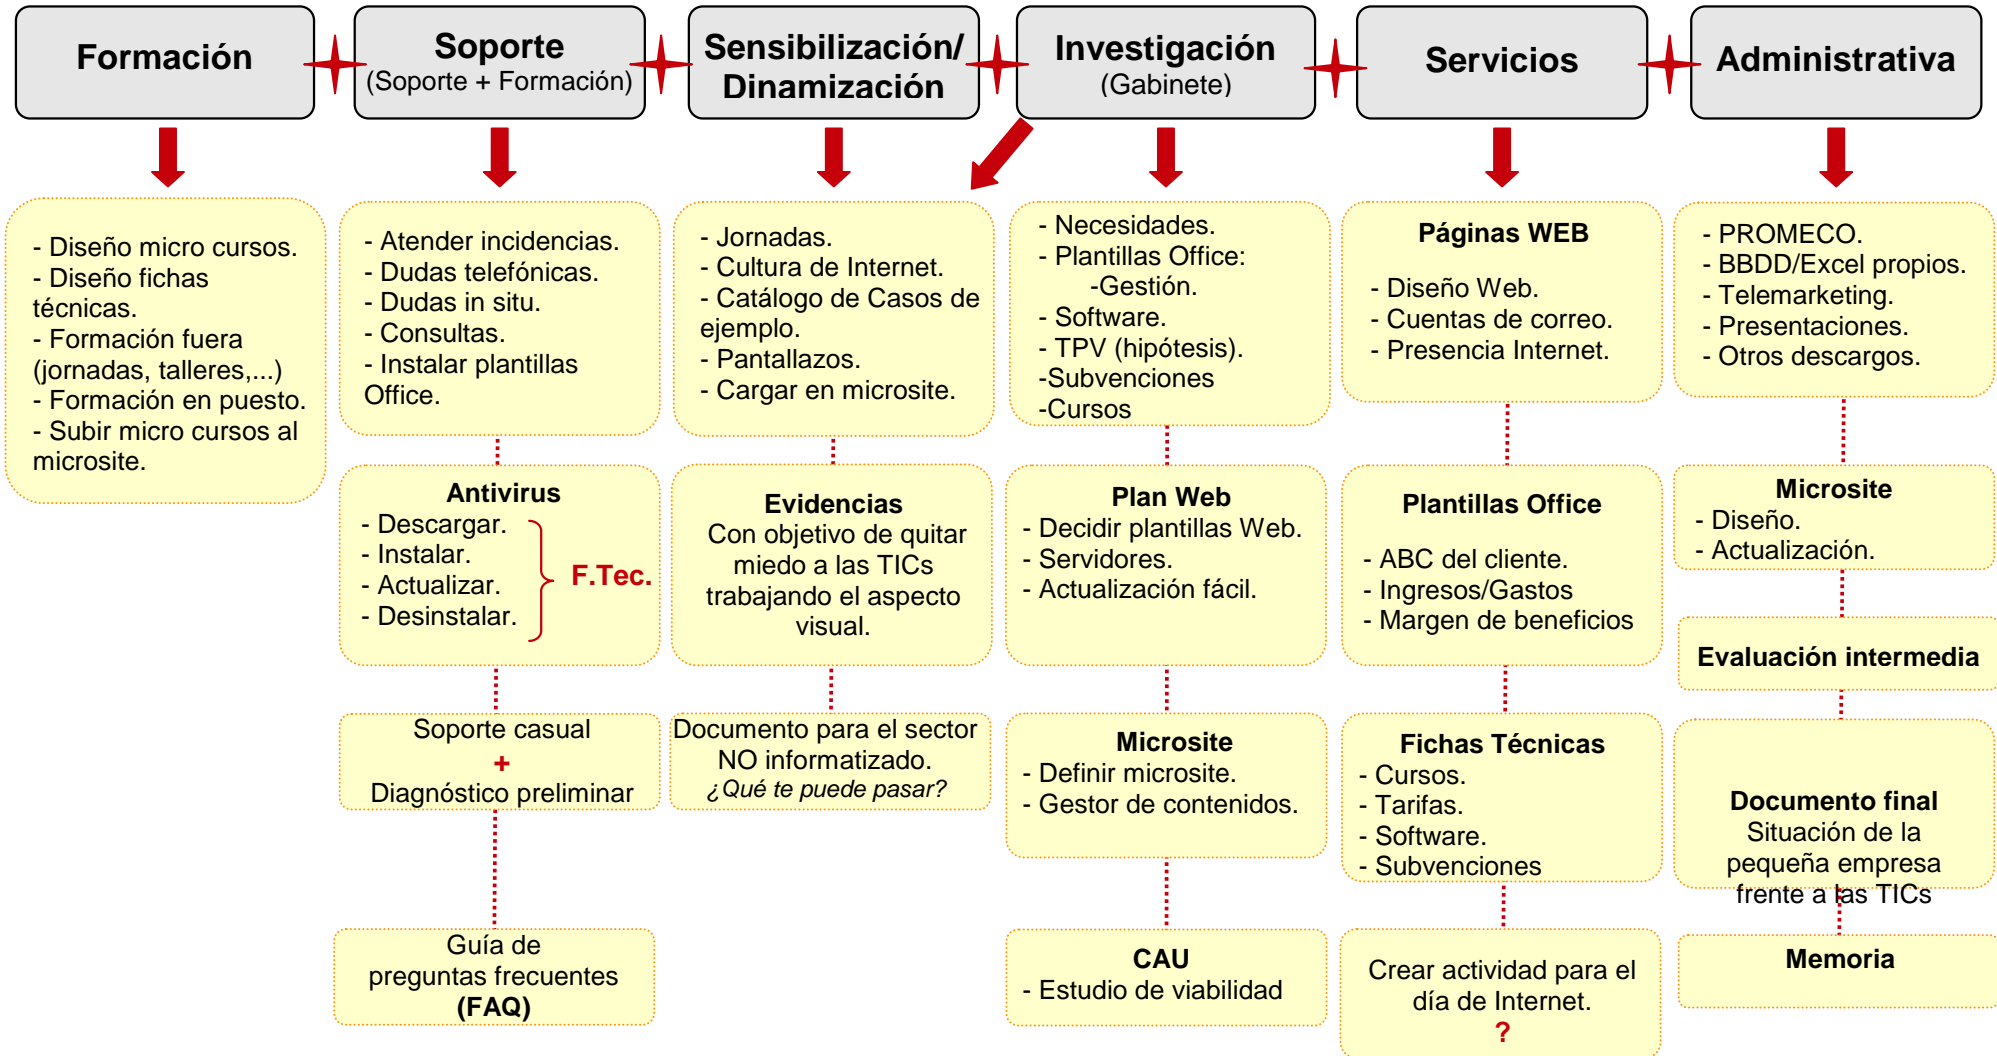 Formación
Soporte
(Soporte + Formación)
Sensibilización/
Dinamización
Investigación
(Gabinete)
Servicios
Administrativa
- Diseño micro cursos.
- Diseño fichas
técnicas.
- Formación fuera
(jornadas, talleres,...)
- Formación en puesto.
- Subir micro cursos al
microsite.
- Atender incidencias.
- Dudas telefónicas.
- Dudas in situ.
- Consultas.
- Instalar plantillas
Office.
Antivirus
- Descargar.
- Instalar.
- Actualizar.
- Desinstalar.
F.Tec.
Soporte casual
+
Diagnóstico preliminar
Guía de
preguntas frecuentes
(FAQ)
- Jornadas.
- Cultura de Internet.
- Catálogo de Casos de
ejemplo.
- Pantallazos.
- Cargar en microsite.
Evidencias
Con objetivo de quitar
miedo a las TICs
trabajando el aspecto
visual.
Documento para el sector
NO informatizado.
¿Qué te puede pasar?
- Necesidades.
- Plantillas Office:
-Gestión.
- Software.
- TPV (hipótesis).
-Subvenciones
-Cursos
Plan Web
- Decidir plantillas Web.
- Servidores.
- Actualización fácil.
Microsite
- Definir microsite.
- Gestor de contenidos.
CAU
- Estudio de viabilidad
Páginas WEB
- Diseño Web.
- Cuentas de correo.
- Presencia Internet.
Plantillas Office
- ABC del cliente.
- Ingresos/Gastos
- Margen de beneficios
Fichas Técnicas
- Cursos.
- Tarifas.
- Software.
- Subvenciones
Crear actividad para el
día de Internet.
?
- PROMECO.
- BBDD/Excel propios.
- Telemarketing.
- Presentaciones.
- Otros descargos.
Microsite
- Diseño.
- Actualización.
Evaluación intermedia
Documento final
Situación de la
pequeña empresa
frente a las TICs
Memoria